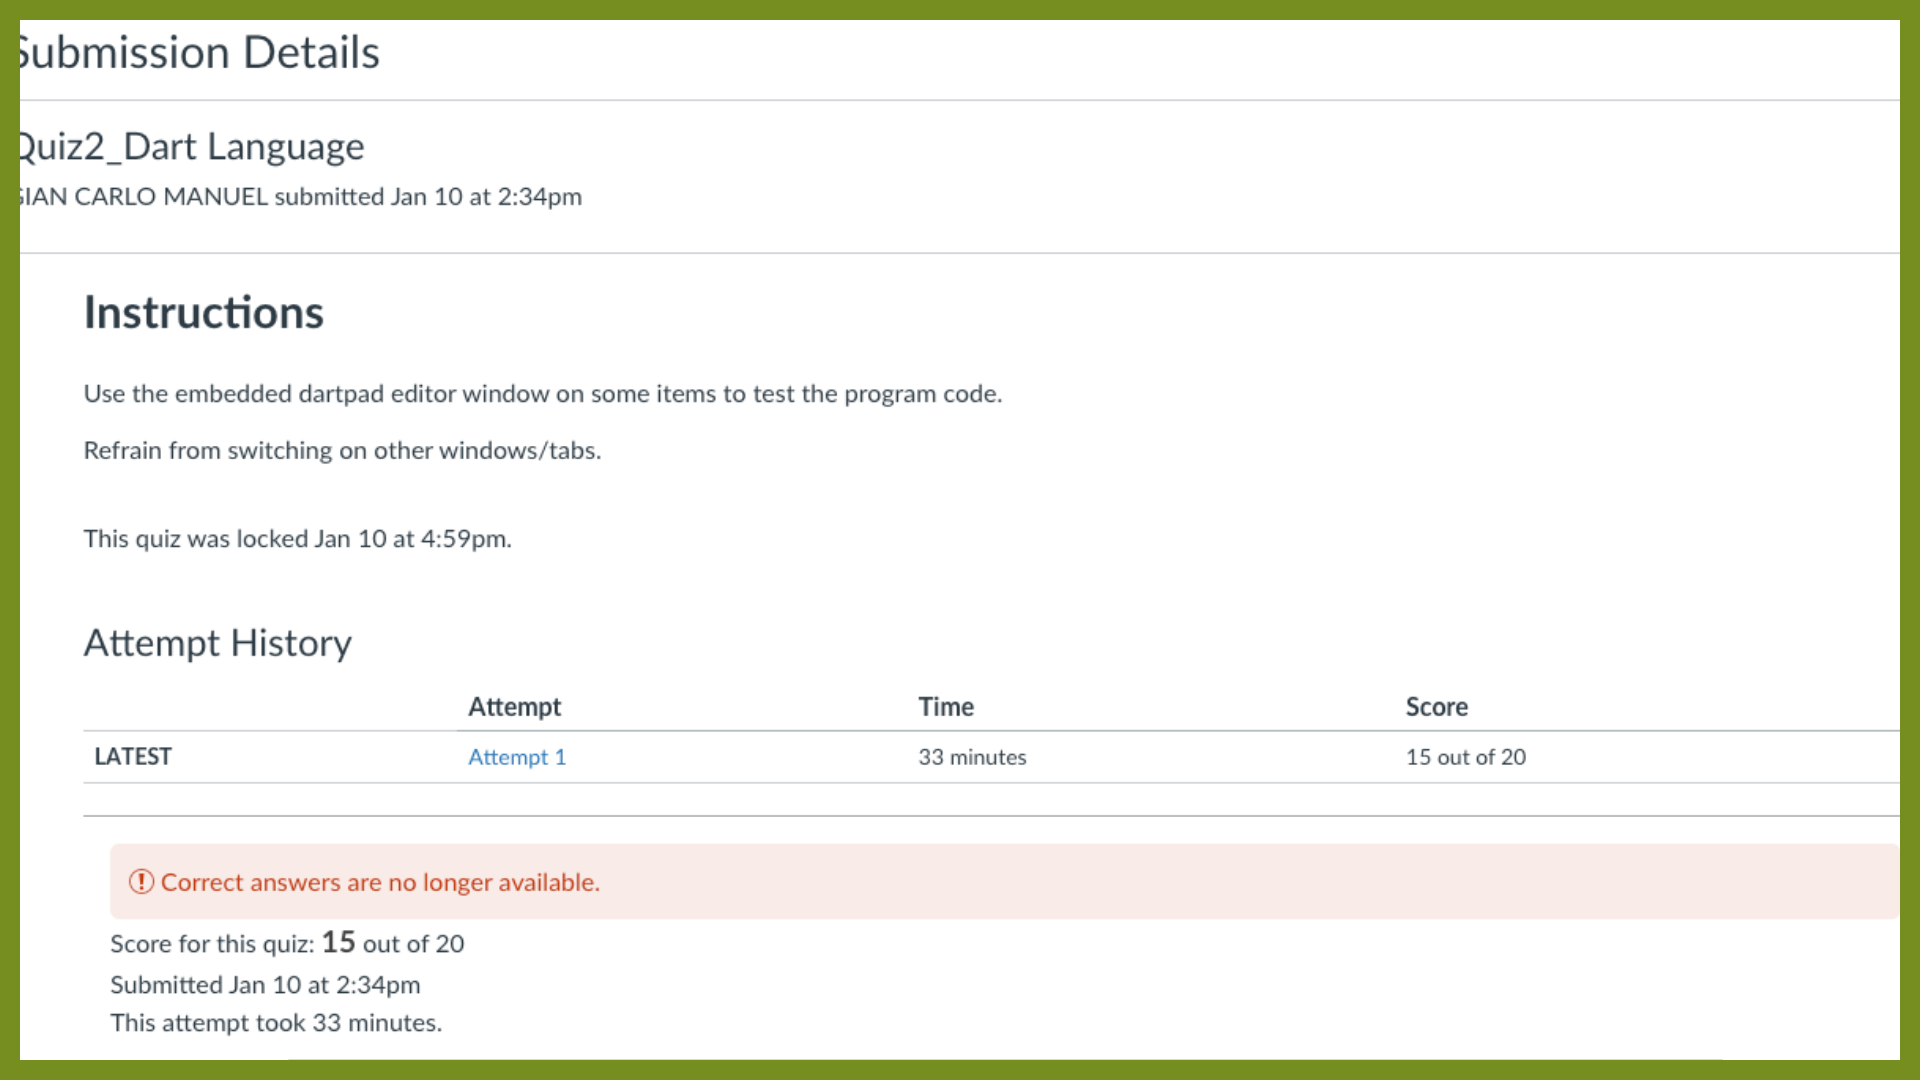 Submission Details
Quiz2_Dart Language
GIAN CARLO MANUEL submitted Jan 10 at 2:34pm
Instructions
Use the embedded dartpad editor window on some items to test the program code.
Refrain from switching on other windows/tabs.
This quiz was locked Jan 10 at 4:59pm.
Attempt History
Attempt Time Score
LATEST Attempt 1 33 minutes 15 out of 20
Correct answers are no longer available.
Score for this quiz: 15 out of 20
Submitted Jan 10 at 2:34pm
This attempt took 33 minutes.